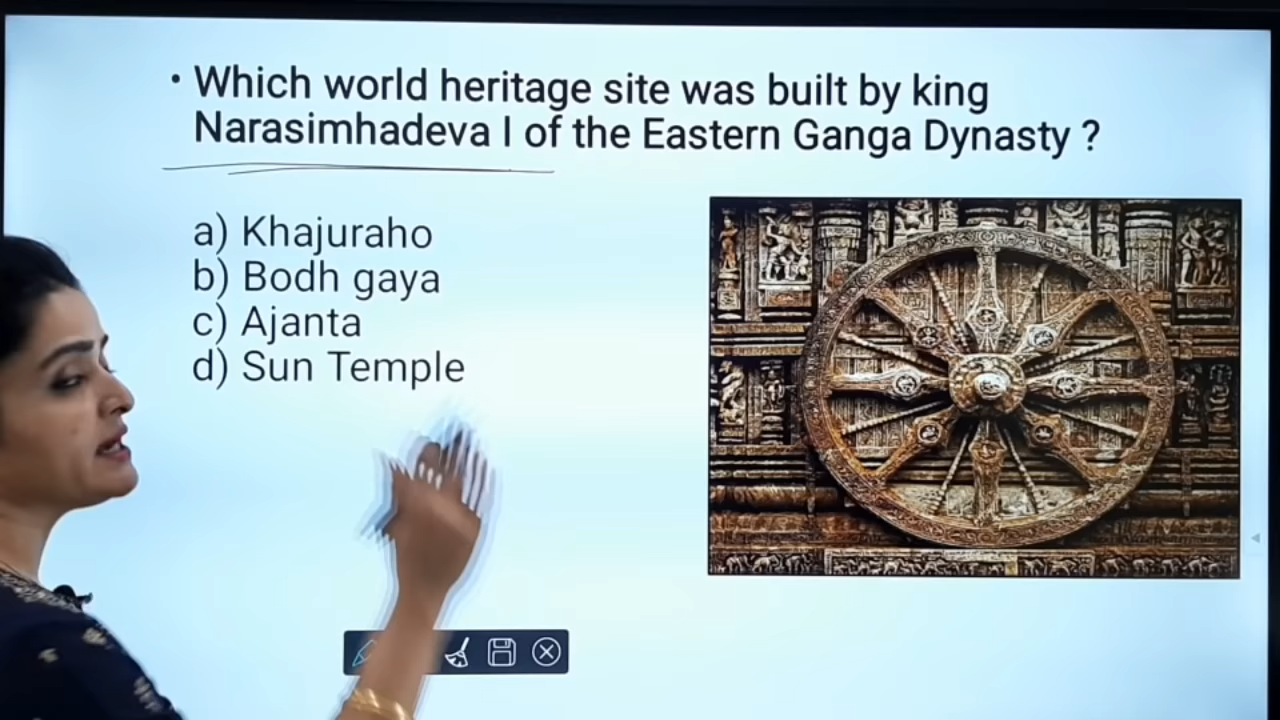 • Which world heritage site was built by king
Narasimhadeva I of the Eastern Ganga Dynasty ?
a) Khajuraho
b) Bodh gaya
c) Ajanta
d) Sun Temple